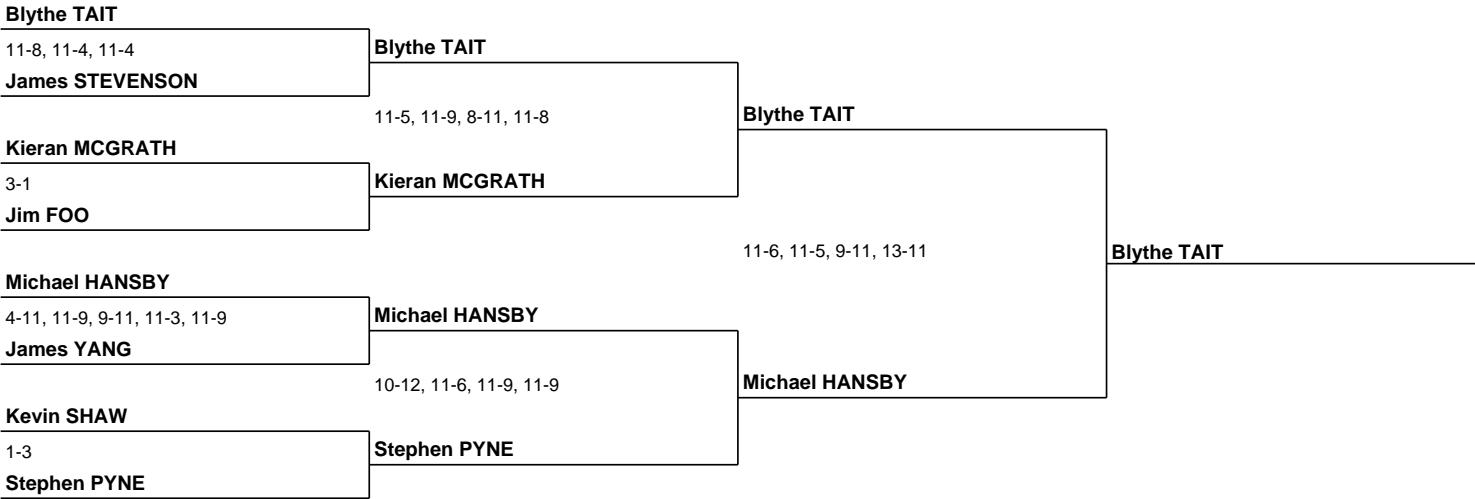 Blythe TAIT
11-8, 11-4, 11-4
James STEVENSON
Kieran MCGRATH
3-1
Jim FOO
Michael HANSBY
4-11, 11-9, 9-11, 11-3, 11-9
James YANG
Kevin SHAW
1-3
Stephen PYNE
Blythe TAIT
11-5, 11-9, 8-11, 11-8
Kieran MCGRATH
Michael HANSBY
10-12, 11-6, 11-9, 11-9
Stephen PYNE
Blythe TAIT
11-6, 11-5, 9-11, 13-11
Michael HANSBY
Blythe TAIT